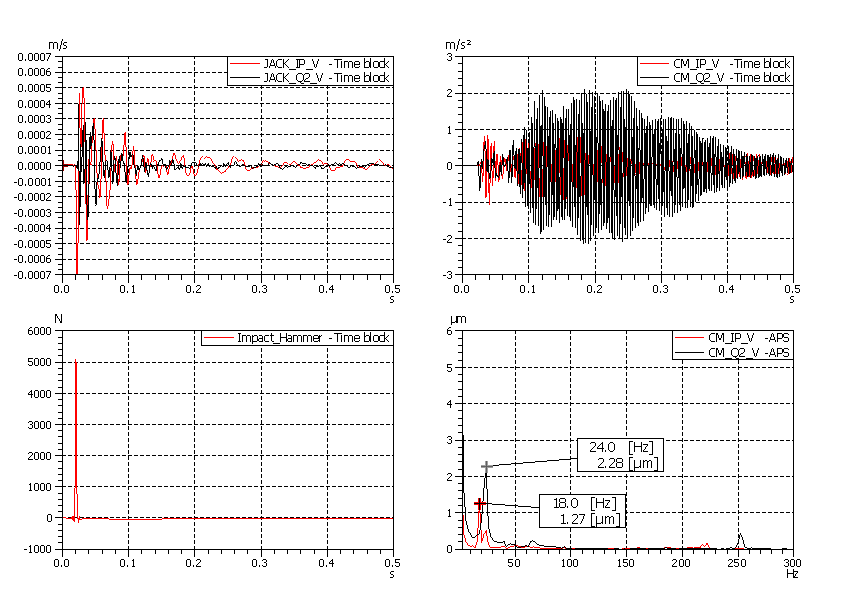 m/s
JACK_IP_V -Time block
JACK_Q2_V -Time block
0.0007
0.0006
0.0005
0.0004
0.0003
0.0002
0.0001
0.0000
-0.0001
-0.0002
-0.0003
-0.0004
-0.0005
-0.0006
-0.0007
0.0 0.1 0.2 0.3 0.4 0.5
s
m/s²
CM_IP_V -Time block
CM_Q2_V -Time block
3
2
1
0
-1
-2
-3
0.0 0.1 0.2 0.3 0.4 0.5
s
N
Impact_Hammer -Time block
6000
5000
4000
3000
2000
1000
0
-1000
0.0 0.1 0.2 0.3 0.4 0.5
s
µm
CM_IP_V -APS
CM_Q2_V -APS
6
5
4
3
2
1
0
24.0 [Hz]
2.28 [µm]
18.0 [Hz]
1.27 [µm]
50 100 150 200 250 300
Hz